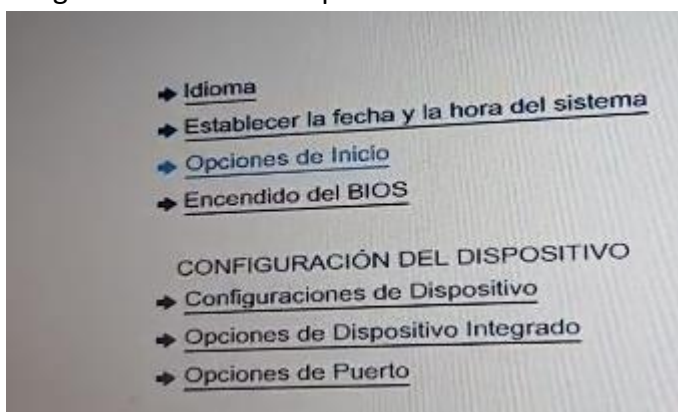 Idioma
Establecer la fecha y la hora del sistema
Opciones de Inicio
Encendido del BIOS
CONFIGURACIÓN DEL DISPOSITIVO
Configuraciones de Dispositivo
Opciones de Dispositivo Integrado
Opciones de Puerto